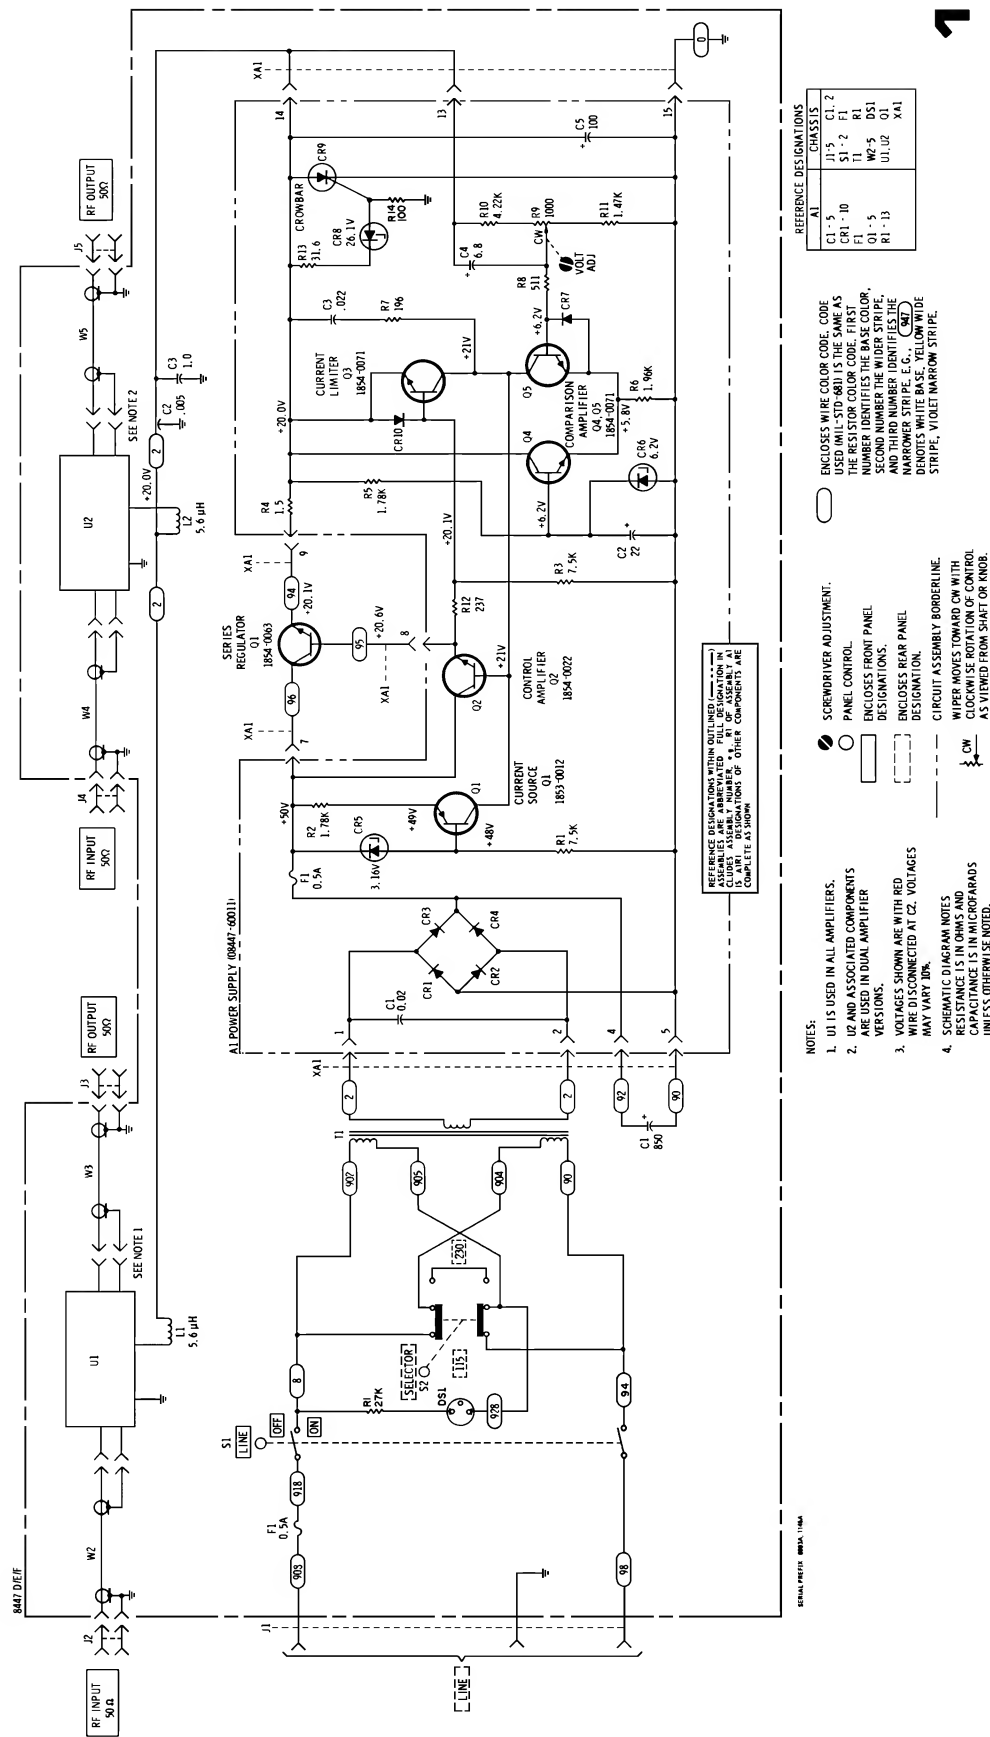 8447 D/E/F
RF INPUT
50 Ω
J2
W2
U1
SEE NOTE 1
L1
5.6 μH
W3
J3
RF OUTPUT
50Ω
RF INPUT
50Ω
J4
W4
U2
+20.0V
L2
5.6 μH
SEE NOTE 2
W5
J5
RF OUTPUT
50Ω
2
2
C2
.005
C3
1.0
LINE
J1
908
F1
0.5A
918
S1
LINE
OFF
ON
8
98
94
R1
27K
DS1
928
SELECTOR
S2
115
230
907
905
904
90
T1
2
2
92
90
C1
850
XA1
A1 POWER SUPPLY (08447-60011)
1
2
4
5
C1
0.02
CR1
CR2
CR3
CR4
F1
0.5A
+50V
R2
1.78K
CR5
3.16V
+49V
+48V
Q1
R1
7.5K
CURRENT
SOURCE
Q1
1853-0012
XA1
7
96
SERIES
REGULATOR
Q1
1854-0063
94
+20.1V
XA1
9
95
+20.6V
XA1
8
Q2
+21V
CONTROL
AMPLIFIER
Q2
1854-0022
R12
237
R3
7.5K
+20.1V
R4
1.5
R5
1.78K
+20.0V
CURRENT
LIMITER
Q3
1854-0071
CR10
C3
.022
R7
196
+21V
+6.2V
C2
22
Q4
CR6
6.2V
COMPARISON
AMPLIFIER
Q4, Q5
1854-0071
+5.8V
R6
1.96K
Q5
+6.2V
CR7
R8
511
VOLT
ADJ
CW
C4
6.8
R10
4.22K
R9
1000
R11
1.47K
R13
31.6
CR8
26.1V
R14
100
CROWBAR
CR9
C5
100
14
13
15
XA1
0
REFERENCE DESIGNATIONS WITHIN OUTLINED (— - - —)
ASSEMBLIES ARE ABBREVIATED. FULL DESIGNATION IN
CLUDES ASSEMBLY NUMBER, e.g., R1 OF ASSEMBLY A1
IS A1R1. DESIGNATIONS OF OTHER COMPONENTS ARE
COMPLETE AS SHOWN
SERIAL PREFIX
NOTES:
1. U1 IS USED IN ALL AMPLIFIERS.
2. U2 AND ASSOCIATED COMPONENTS
ARE USED IN DUAL AMPLIFIER
VERSIONS.
3. VOLTAGES SHOWN ARE WITH RED
WIRE DISCONNECTED AT C2. VOLTAGES
MAY VARY 10%.
4. SCHEMATIC DIAGRAM NOTES
RESISTANCE IS IN OHMS AND
CAPACITANCE IS IN MICROFARADS
UNLESS OTHERWISE NOTED.
SCREWDRIVER ADJUSTMENT.
PANEL CONTROL.
ENCLOSES FRONT PANEL
DESIGNATIONS.
ENCLOSES REAR PANEL
DESIGNATION.
CIRCUIT ASSEMBLY BORDERLINE.
CW
WIPER MOVES TOWARD CW WITH
CLOCKWISE ROTATION OF CONTROL
AS VIEWED FROM SHAFT OR KNOB.
ENCLOSES WIRE COLOR CODE. CODE
USED (MIL-STD-681) IS THE SAME AS
THE RESISTOR COLOR CODE. FIRST
NUMBER IDENTIFIES THE BASE COLOR,
SECOND NUMBER THE WIDER STRIPE,
AND THIRD NUMBER IDENTIFIES THE
NARROWER STRIPE. E.G., 947
DENOTES WHITE BASE, YELLOW WIDE
STRIPE, VIOLET NARROW STRIPE.
REFERENCE DESIGNATIONS
A1 CHASSIS
C1 - 5 J1-5 C1, 2
CR1 - 10 S1 - 2 F1
F1 T1 R1
Q1 - 5 W2-5 DS1
R1 - 13 U1,U2 Q1
XA1
1